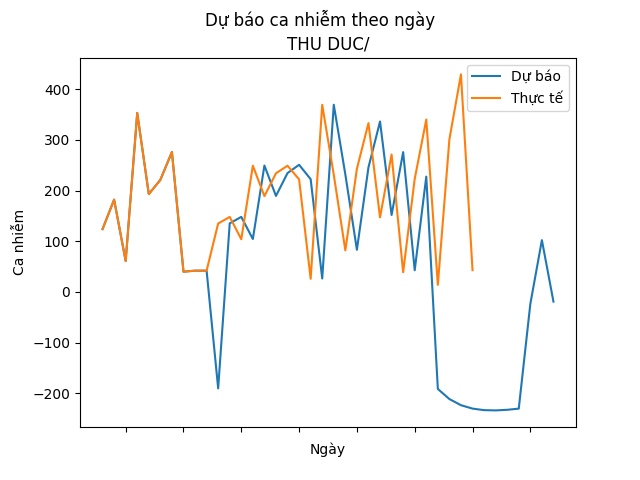 Dự báo ca nhiễm theo ngày
THU DUC/
Dự báo
Thực tế
400
300
200
100
0
−100
−200
Ca nhiễm
Ngày